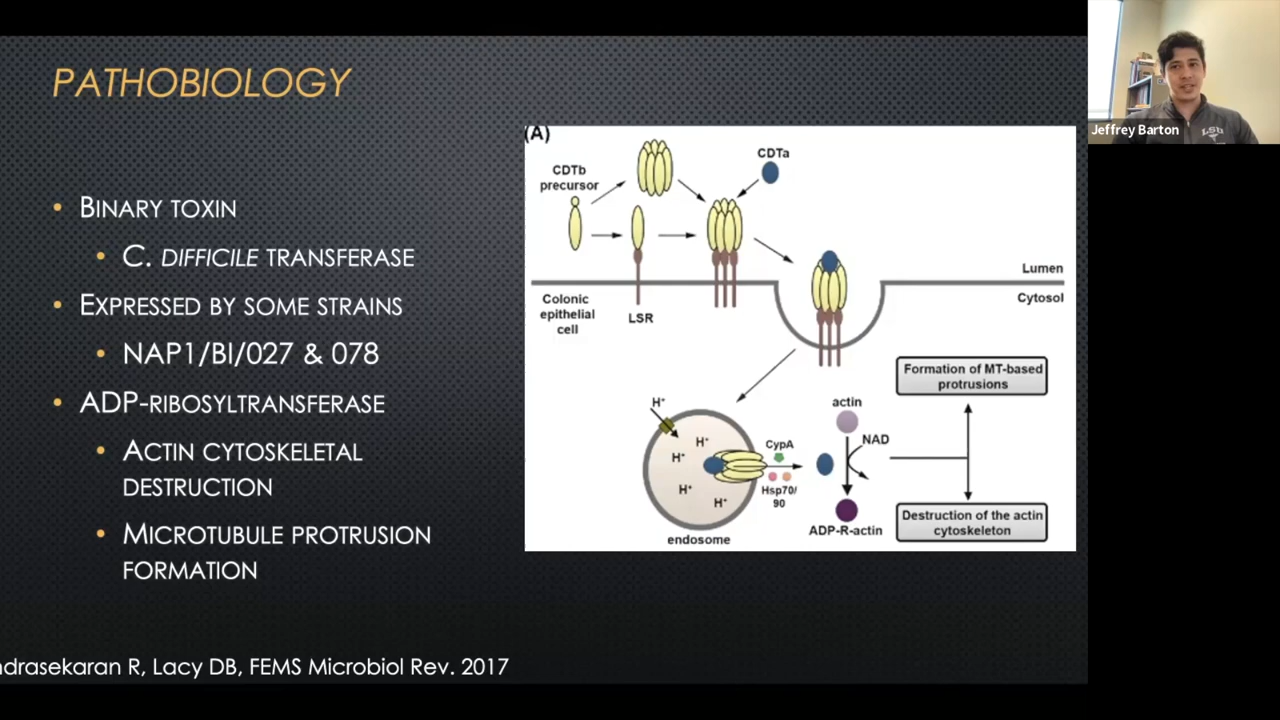 PATHOBIOLOGY
• BINARY TOXIN
• C. DIFFICILE TRANSFERASE
• EXPRESSED BY SOME STRAINS
• NAP1/BI/027 & 078
• ADP-RIBOSYLTRANSFERASE
• ACTIN CYTOSKELETAL
DESTRUCTION
• MICROTUBULE PROTRUSION
FORMATION
(A)
CDTb
precursor
CDTa
Lumen
Cytosol
Colonic
epithelial
cell
LSR
Formation of MT-based
protrusions
H+
H+
H+
H+
H+
CypA
Hsp70/
90
endosome
actin
NAD
ADP-R-actin
Destruction of the actin
cytoskeleton
ndrasekaran R, Lacy DB, FEMS Microbiol Rev. 2017
Jeffrey Barton
LSU